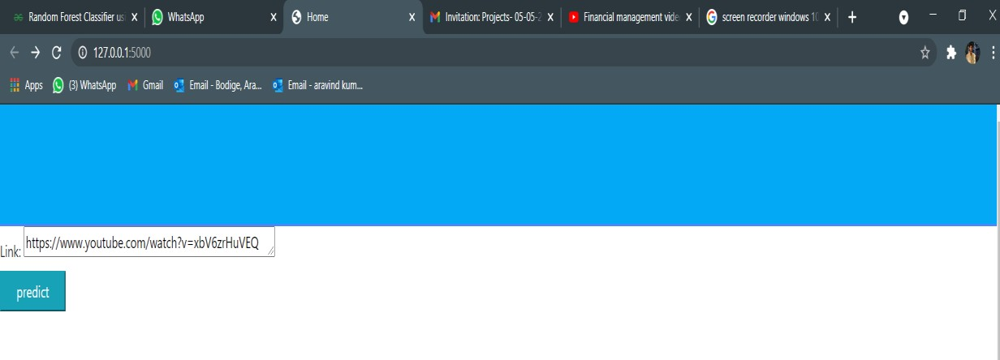 Random Forest Classifier usi
WhatsApp
Home
Invitation: Projects- 05-05-2
Financial management vide
screen recorder windows 10
127.0.0.1:5000
Apps
(3) WhatsApp
Gmail
Email - Bodige, Ara...
Email - aravind kum...
Link: https://www.youtube.com/watch?v=xbV6zrHuVEQ
predict